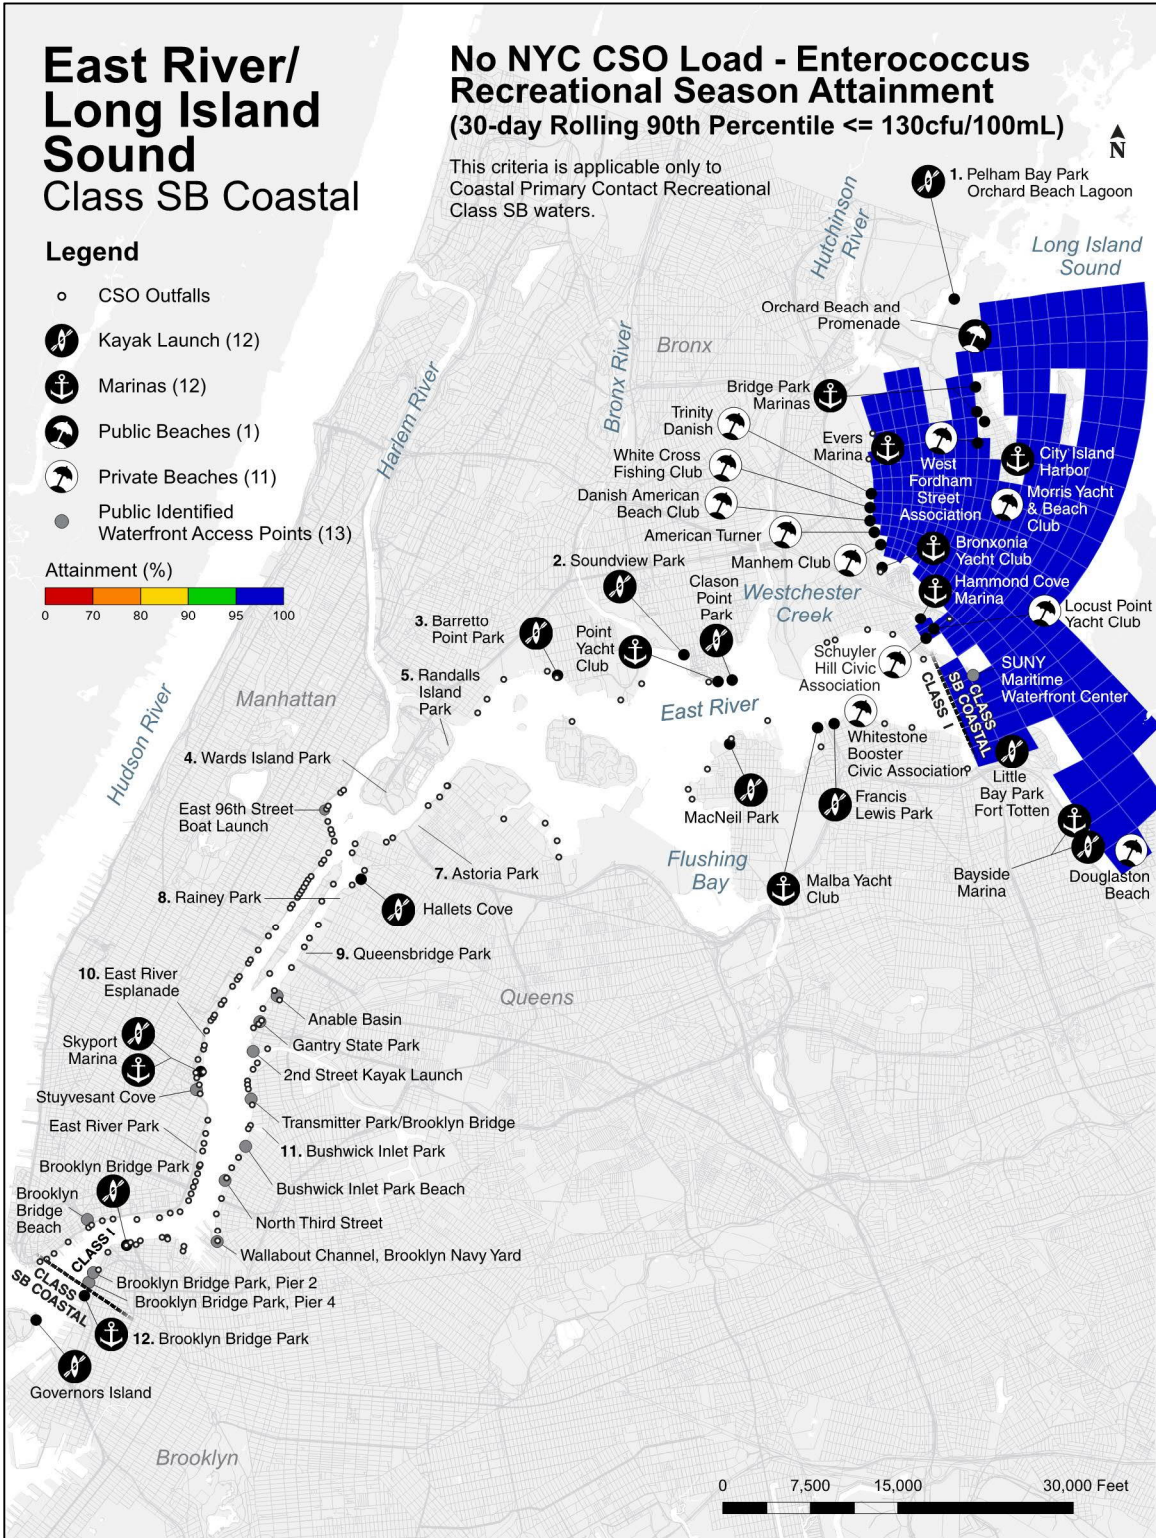 East River/
Long Island
Sound
Class SB Coastal
No NYC CSO Load - Enterococcus
Recreational Season Attainment
(30-day Rolling 90th Percentile <= 130cfu/100mL)
This criteria is applicable only to
Coastal Primary Contact Recreational
Class SB waters.
N
Legend
CSO Outfalls
Kayak Launch (12)
Marinas (12)
Public Beaches (1)
Private Beaches (11)
Public Identified
Waterfront Access Points (13)
Attainment (%)
0 70 80 90 95 100
1. Pelham Bay Park
Orchard Beach Lagoon
Hutchinson
River
Long Island
Sound
Orchard Beach and
Promenade
Bronx
Bronx River
Harlem River
Bridge Park
Marinas
Trinity
Danish
Evers
Marina
White Cross
Fishing Club
West
Fordham
Street
Association
City Island
Harbor
Danish American
Beach Club
Morris Yacht
& Beach
Club
American Turner
Bronxonia
Yacht Club
Manhem Club
2. Soundview Park
Clason
Point
Park
Westchester
Creek
Hammond Cove
Marina
Locust Point
Yacht Club
3. Barretto
Point Park
Point
Yacht
Club
Schuyler
Hill Civic
Association
5. Randalls
Island
Park
SUNY
Maritime
Waterfront Center
CLASS I
CLASS
SB COASTAL
Manhattan
East River
Hudson River
Whitestone
Booster
Civic Association
4. Wards Island Park
Little
Bay Park
Fort Totten
East 96th Street
Boat Launch
MacNeil Park
Francis
Lewis Park
Flushing
Bay
7. Astoria Park
Malba Yacht
Club
Bayside
Marina
Douglaston
Beach
8. Rainey Park
Hallets Cove
9. Queensbridge Park
10. East River
Esplanade
Queens
Anable Basin
Skyport
Marina
Gantry State Park
2nd Street Kayak Launch
Stuyvesant Cove
Transmitter Park/Brooklyn Bridge
East River Park
11. Bushwick Inlet Park
Brooklyn Bridge Park
Bushwick Inlet Park Beach
Brooklyn
Bridge
Beach
North Third Street
CLASS I
Wallabout Channel, Brooklyn Navy Yard
CLASS
SB COASTAL
Brooklyn Bridge Park, Pier 2
Brooklyn Bridge Park, Pier 4
12. Brooklyn Bridge Park
Governors Island
Brooklyn
0 7,500 15,000 30,000 Feet